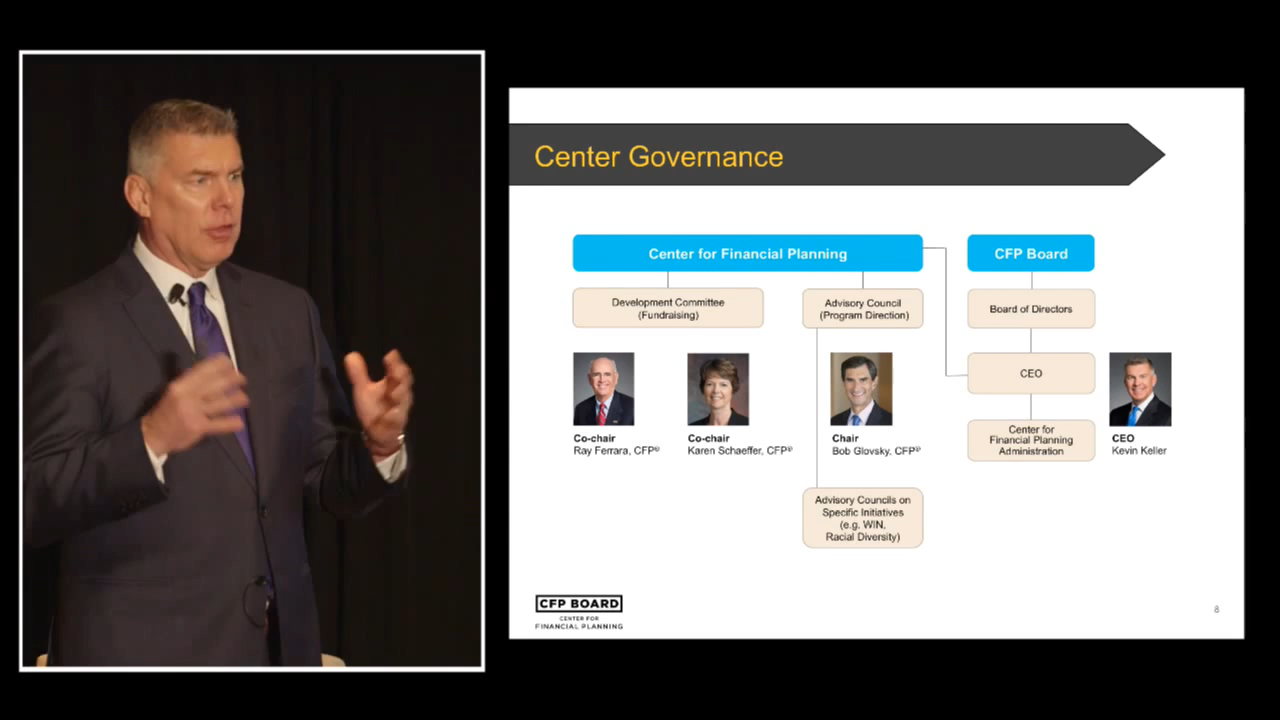 Center Governance
Center for Financial Planning
CFP Board
Development Committee
(Fundraising)
Advisory Council
(Program Direction)
Board of Directors
CEO
Center for
Financial Planning
Administration
Co-chair
Ray Ferrara, CFP®
Co-chair
Karen Schaeffer, CFP®
Chair
Bob Glovsky, CFP®
CEO
Kevin Keller
Advisory Councils on
Specific Initiatives
(e.g. WIN,
Racial Diversity)
CFP BOARD
CENTER FOR
FINANCIAL PLANNING
8